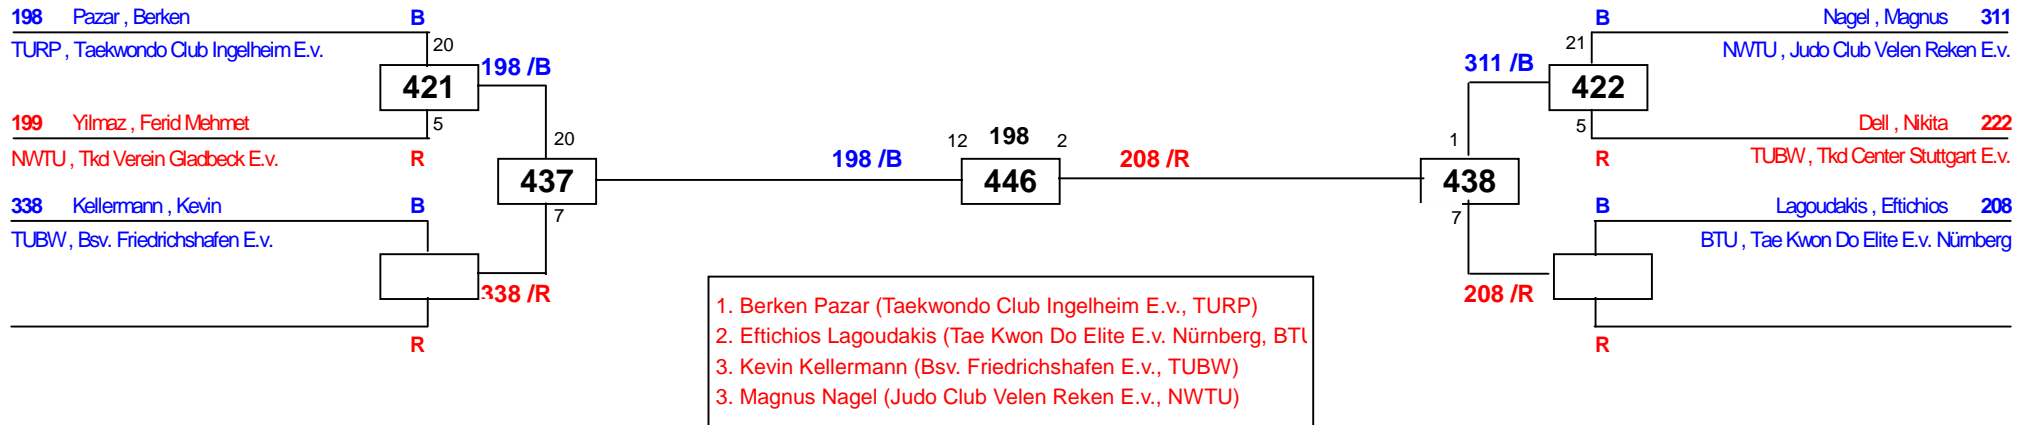 198 Pazar , Berken B
20
TURP , Taekwondo Club Ingelheim E.v.
198 /B
421
5
199 Yilmaz , Ferid Mehmet
NWTU , Tkd Verein Gladbeck E.v. R
20
437
7
338 Kellermann , Kevin B
TUBW , Bsv. Friedrichshafen E.v.
338 /R
R
198 /B
12 198 2
446
208 /R
B Nagel , Magnus 311
21
NWTU , Judo Club Velen Reken E.v.
311 /B
422
5
Dell , Nikita 222
R TUBW , Tkd Center Stuttgart E.v.
1
438
7
B Lagoudakis , Eftichios 208
BTU , Tae Kwon Do Elite E.v. Nürnberg
208 /R
R
1. Berken Pazar (Taekwondo Club Ingelheim E.v., TURP)
2. Eftichios Lagoudakis (Tae Kwon Do Elite E.v. Nürnberg, BTU
3. Kevin Kellermann (Bsv. Friedrichshafen E.v., TUBW)
3. Magnus Nagel (Judo Club Velen Reken E.v., NWTU)